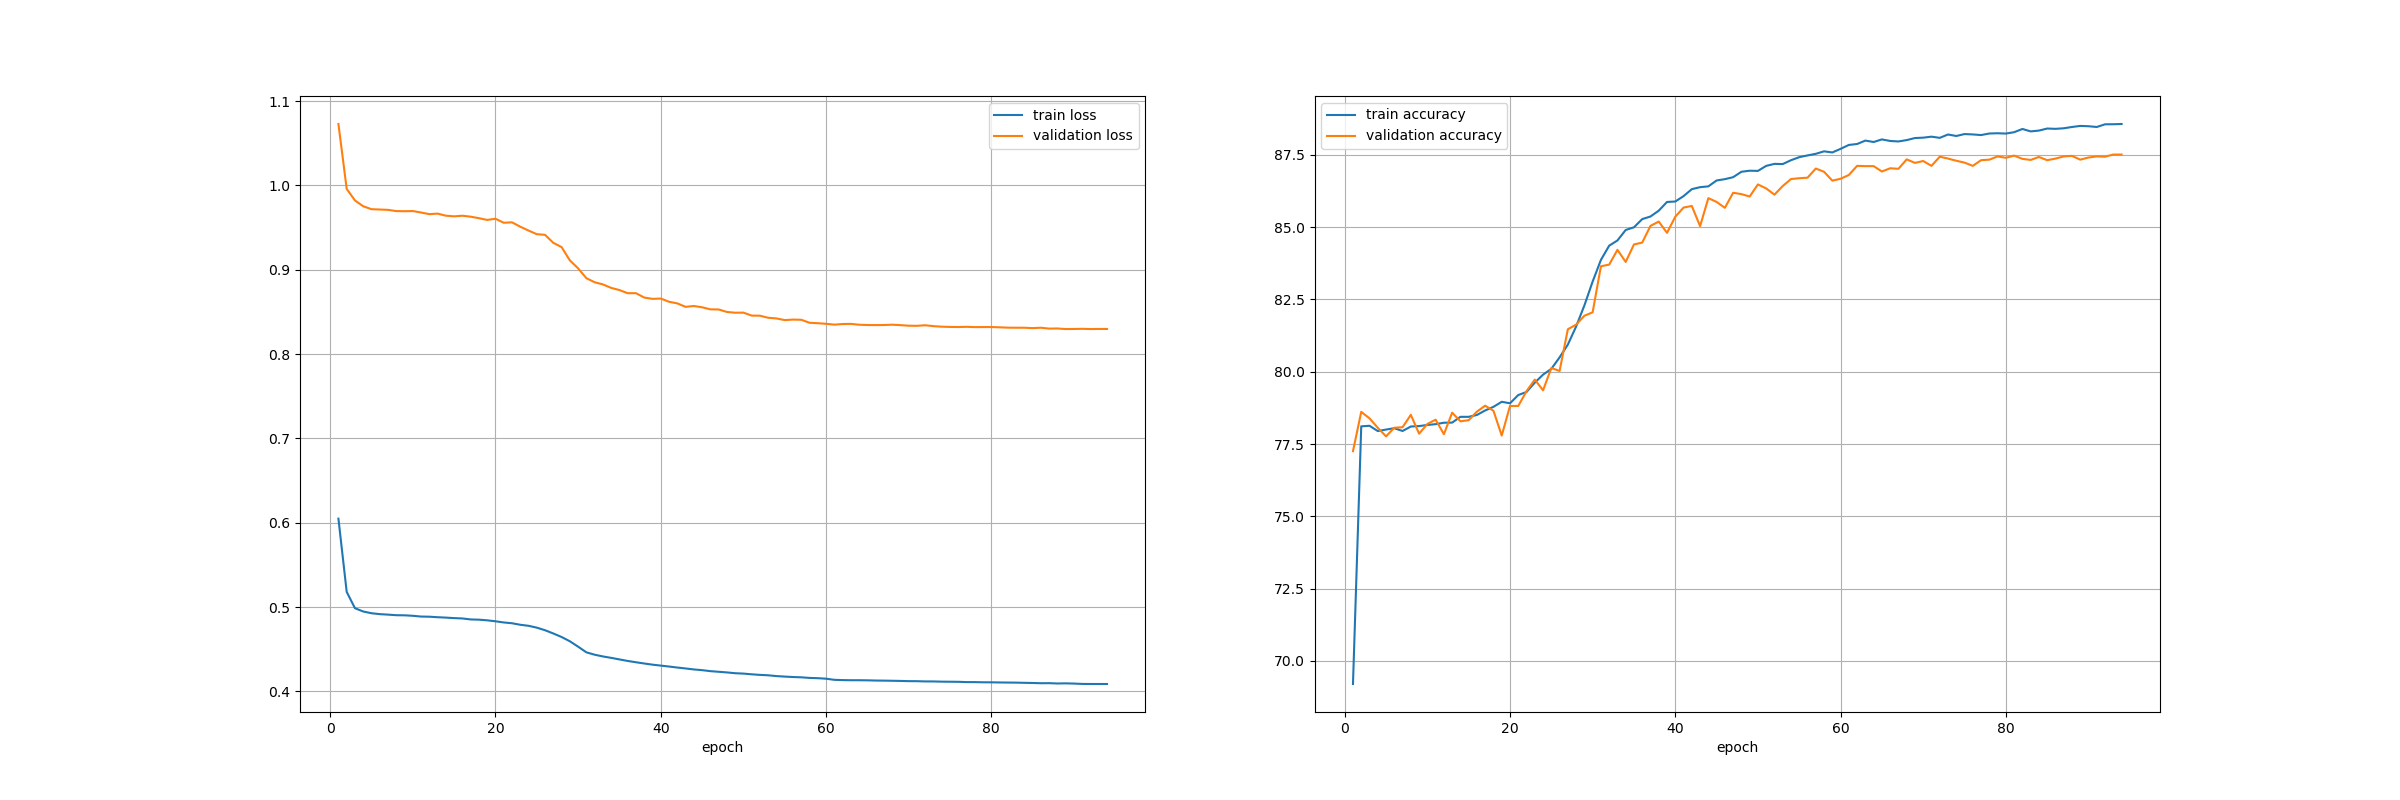 train loss
validation loss
1.1
1.0
0.9
0.8
0.7
0.6
0.5
0.4
0 20 40 60 80
epoch
train accuracy
validation accuracy
87.5
85.0
82.5
80.0
77.5
75.0
72.5
70.0
0 20 40 60 80
epoch